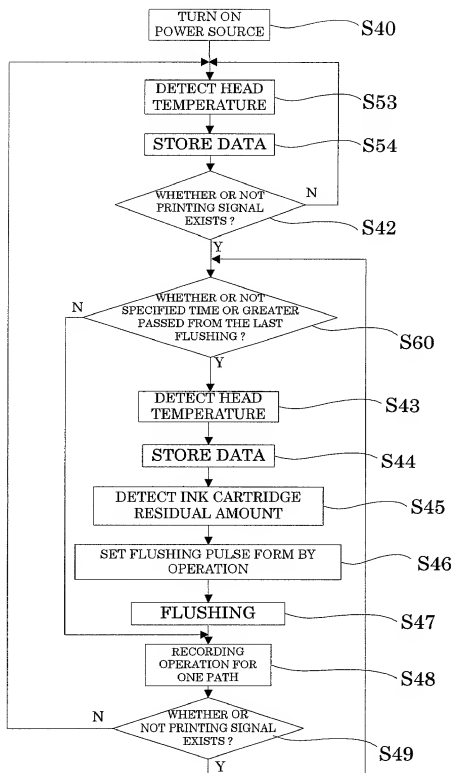 TURN ON
POWER SOURCE
S40
DETECT HEAD
TEMPERATURE
S53
STORE DATA
S54
WHETHER OR NOT
PRINTING SIGNAL
EXISTS ?
N
S42
Y
WHETHER OR NOT
SPECIFIED TIME OR GREATER
PASSED FROM THE LAST
FLUSHING ?
N
S60
Y
DETECT HEAD
TEMPERATURE
S43
STORE DATA
S44
DETECT INK CARTRIDGE
RESIDUAL AMOUNT
S45
SET FLUSHING PULSE FORM BY
OPERATION
S46
FLUSHING
S47
RECORDING
OPERATION FOR
ONE PATH
S48
WHETHER OR
NOT PRINTING SIGNAL
EXISTS ?
N
S49
Y